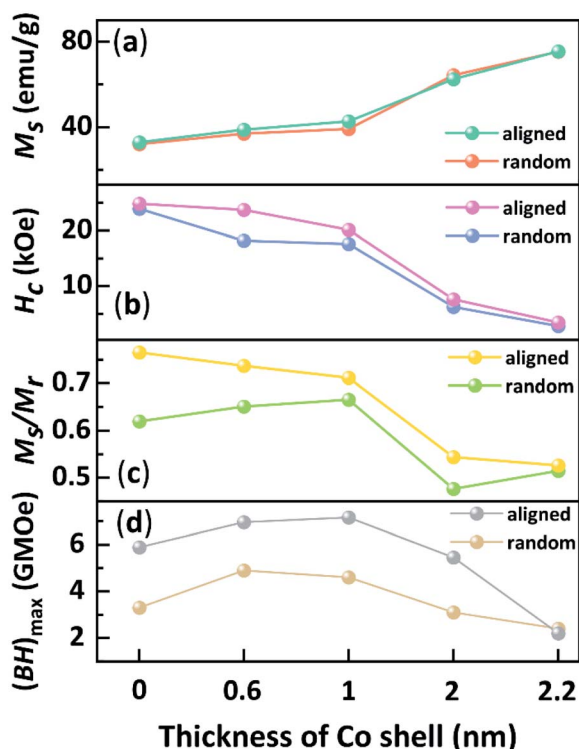 (a)
M_S (emu/g)
80
40
aligned
random
(b)
H_C (kOe)
20
10
aligned
random
(c)
M_S/M_r
0.7
0.6
0.5
aligned
random
(d)
(BH)_max (GMOe)
6
4
2
aligned
random
0 0.6 1 2 2.2
Thickness of Co shell (nm)